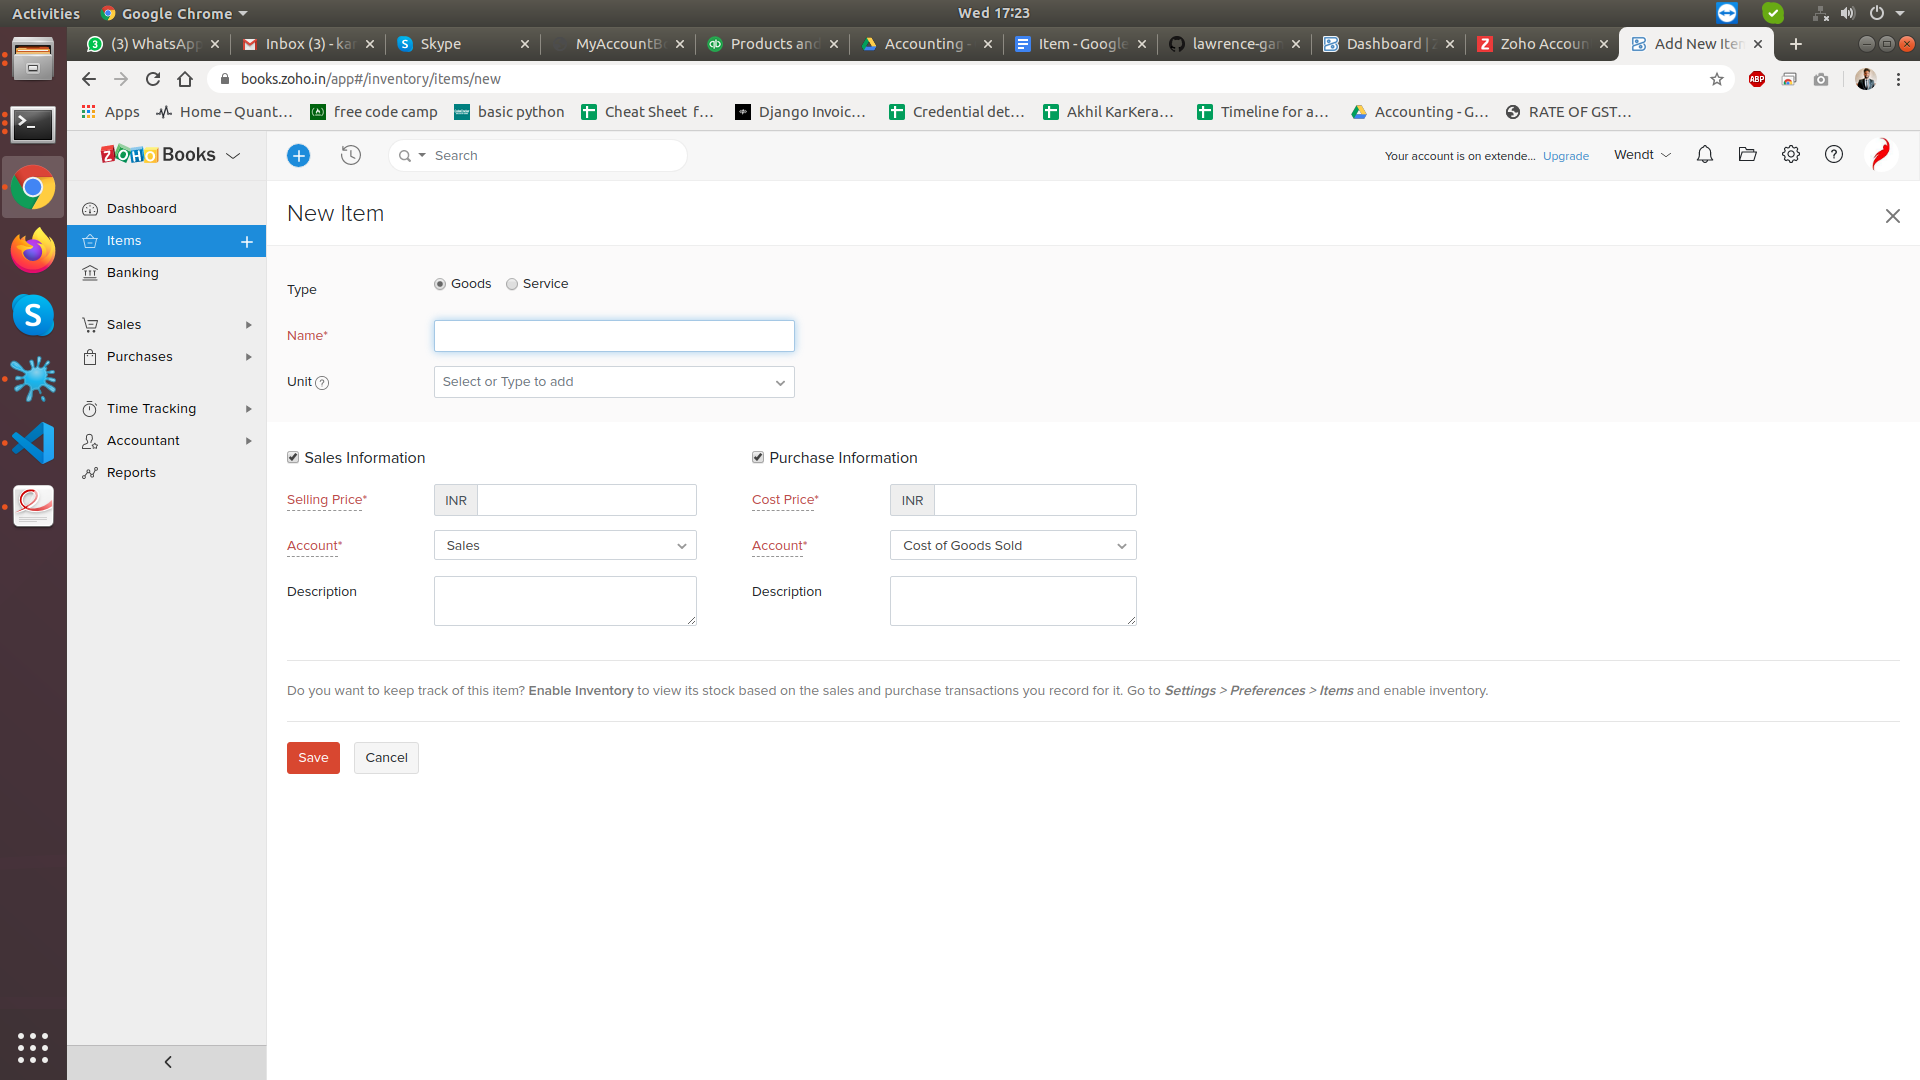 Activities Google Chrome Wed 17:23
(3) WhatsApp Inbox (3) - kar Skype MyAccountBo Products and Accounting - Item - Google lawrence-gar Dashboard | Z Zoho Accoun Add New Item
books.zoho.in/app#/inventory/items/new ABP
Apps Home – Quant... free code camp basic python Cheat Sheet f... Django Invoic... Credential det... Akhil KarKera... Timeline for a... Accounting - G... RATE OF GST...
ZOHO Books Search Your account is on extende... Upgrade Wendt
New Item
Dashboard
Items
Banking
Sales
Purchases
Time Tracking
Accountant
Reports
Type Goods Service
Name*
Unit Select or Type to add
Sales Information Purchase Information
Selling Price* INR Cost Price* INR
Account* Sales Account* Cost of Goods Sold
Description Description
Do you want to keep track of this item? Enable Inventory to view its stock based on the sales and purchase transactions you record for it. Go to Settings > Preferences > Items and enable inventory.
Save Cancel